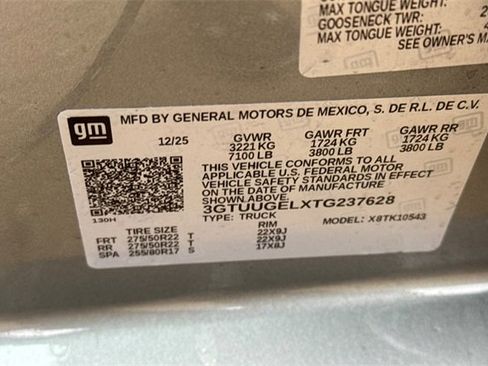 MAX TONGUE WEIGHT:
GOOSENECK TWR:
MAX TONGUE WEIGHT:
SEE OWNER'S MA
gm
MFD BY GENERAL MOTORS DE MEXICO, S. DE R.L. DE C.V.
12/25 GVWR GAWR FRT GAWR RR
3221 KG 1724 KG 1724 KG
7100 LB 3800 LB 3800 LB
THIS VEHICLE CONFORMS TO ALL
APPLICABLE U.S. FEDERAL MOTOR
VEHICLE SAFETY STANDARDS IN EFFECT
ON THE DATE OF MANUFACTURE
SHOWN ABOVE.
3GTUUGELXTG237628
TYPE: TRUCK MODEL: X8TK10543
130H
TIRE SIZE RIM
FRT 275/50R22 T 22X9J
RR 275/50R22 T 22X9J
SPA 255/80R17 S 17X8J